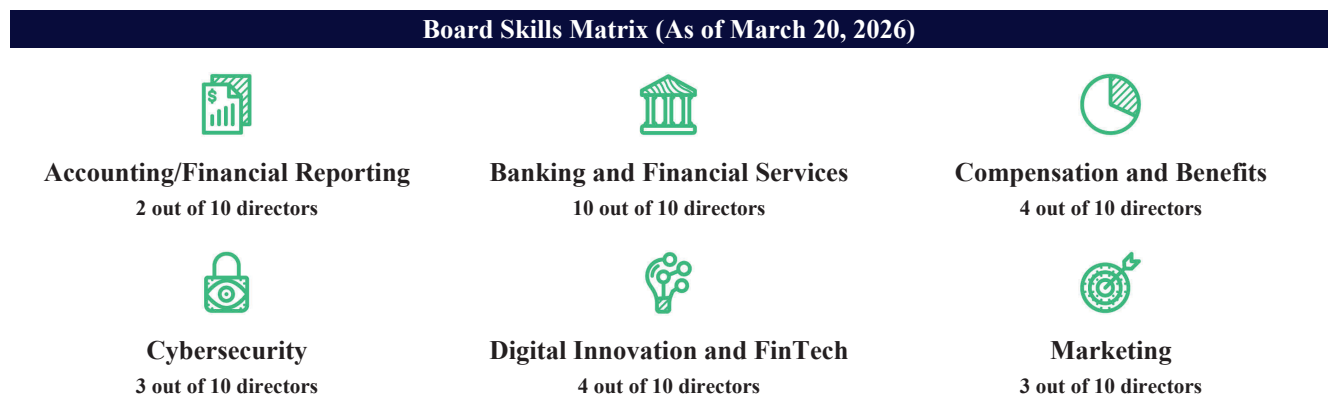 Board Skills Matrix (As of March 20, 2026)
$
Accounting/Financial Reporting
2 out of 10 directors
Banking and Financial Services
10 out of 10 directors
Compensation and Benefits
4 out of 10 directors
Cybersecurity
3 out of 10 directors
Digital Innovation and FinTech
4 out of 10 directors
Marketing
3 out of 10 directors